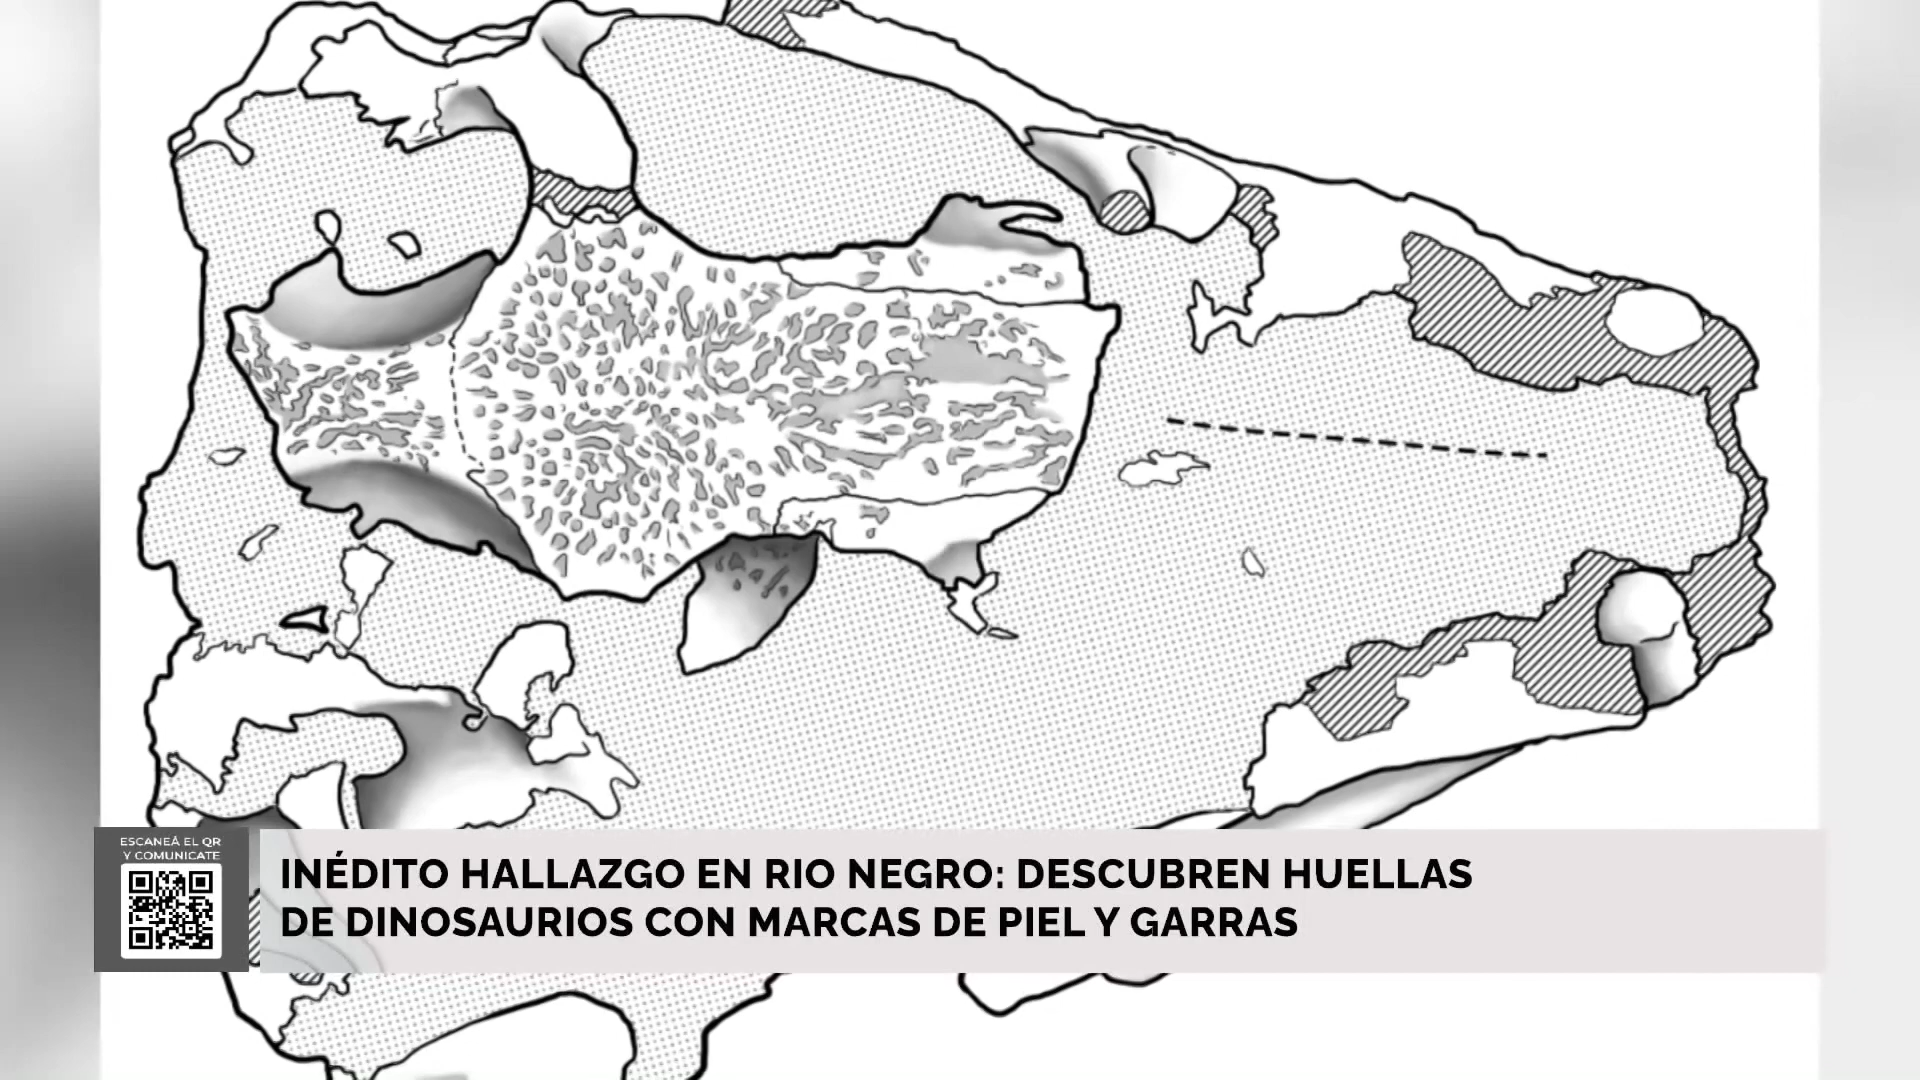 ESCANEÁ EL QR
Y COMUNICATE
INÉDITO HALLAZGO EN RIO NEGRO: DESCUBREN HUELLAS
DE DINOSAURIOS CON MARCAS DE PIEL Y GARRAS